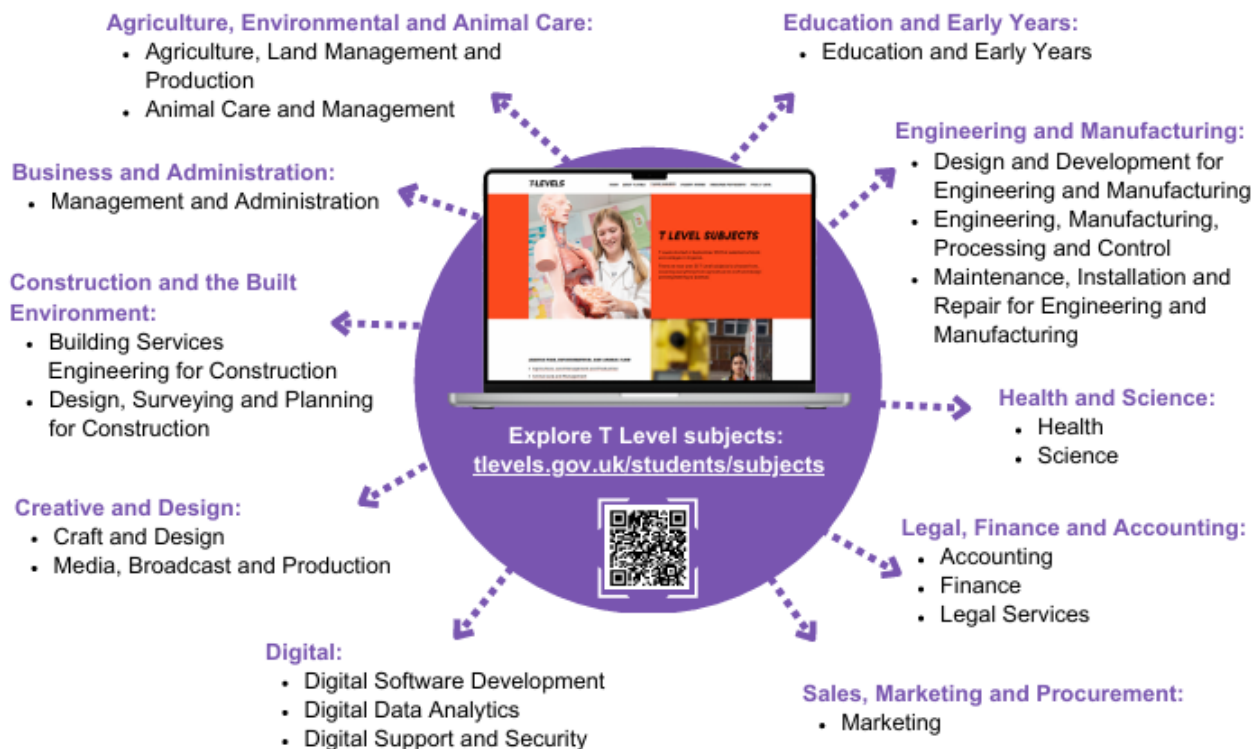 Agriculture, Environmental and Animal Care:
• Agriculture, Land Management and
Production
• Animal Care and Management
Education and Early Years:
• Education and Early Years
Business and Administration:
• Management and Administration
Engineering and Manufacturing:
• Design and Development for
Engineering and Manufacturing
• Engineering, Manufacturing,
Processing and Control
• Maintenance, Installation and
Repair for Engineering and
Manufacturing
Construction and the Built
Environment:
• Building Services
Engineering for Construction
• Design, Surveying and Planning
for Construction
T-LEVELS
T LEVEL SUBJECTS
Explore T Level subjects:
tlevels.gov.uk/students/subjects
Health and Science:
• Health
• Science
Creative and Design:
• Craft and Design
• Media, Broadcast and Production
Legal, Finance and Accounting:
• Accounting
• Finance
• Legal Services
Digital:
• Digital Software Development
• Digital Data Analytics
• Digital Support and Security
Sales, Marketing and Procurement:
• Marketing